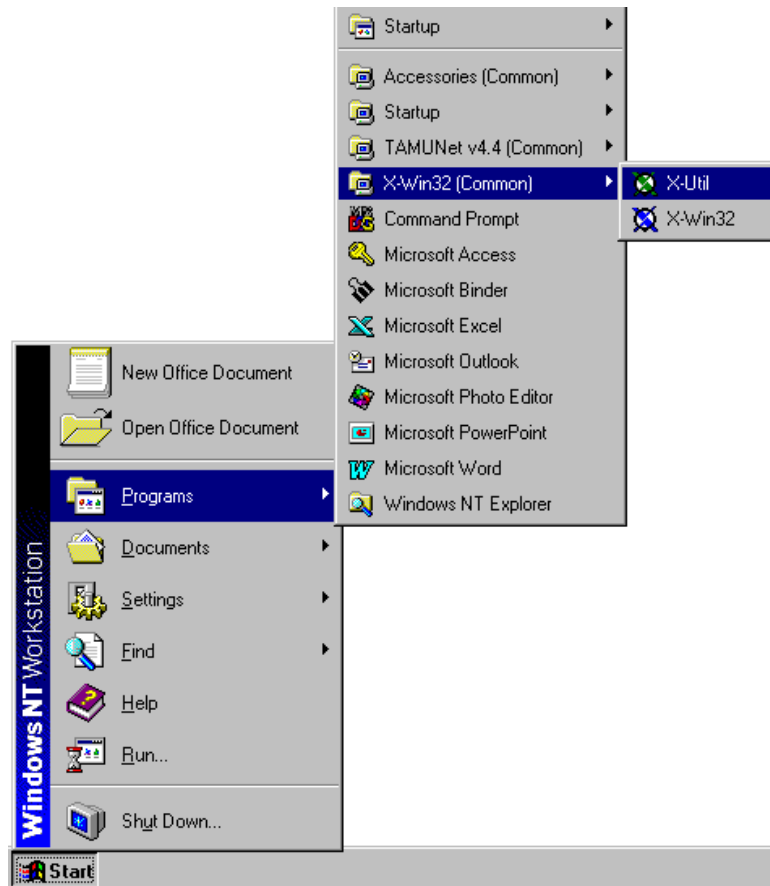 Startup
Accessories (Common)
Startup
TAMUNet v4.4 (Common)
X-Win32 (Common)
Command Prompt
Microsoft Access
Microsoft Binder
Microsoft Excel
Microsoft Outlook
Microsoft Photo Editor
Microsoft PowerPoint
Microsoft Word
Windows NT Explorer
X-Util
X-Win32
New Office Document
Open Office Document
Programs
Documents
Settings
Find
Help
Run...
Shut Down...
Windows NT Workstation
Start